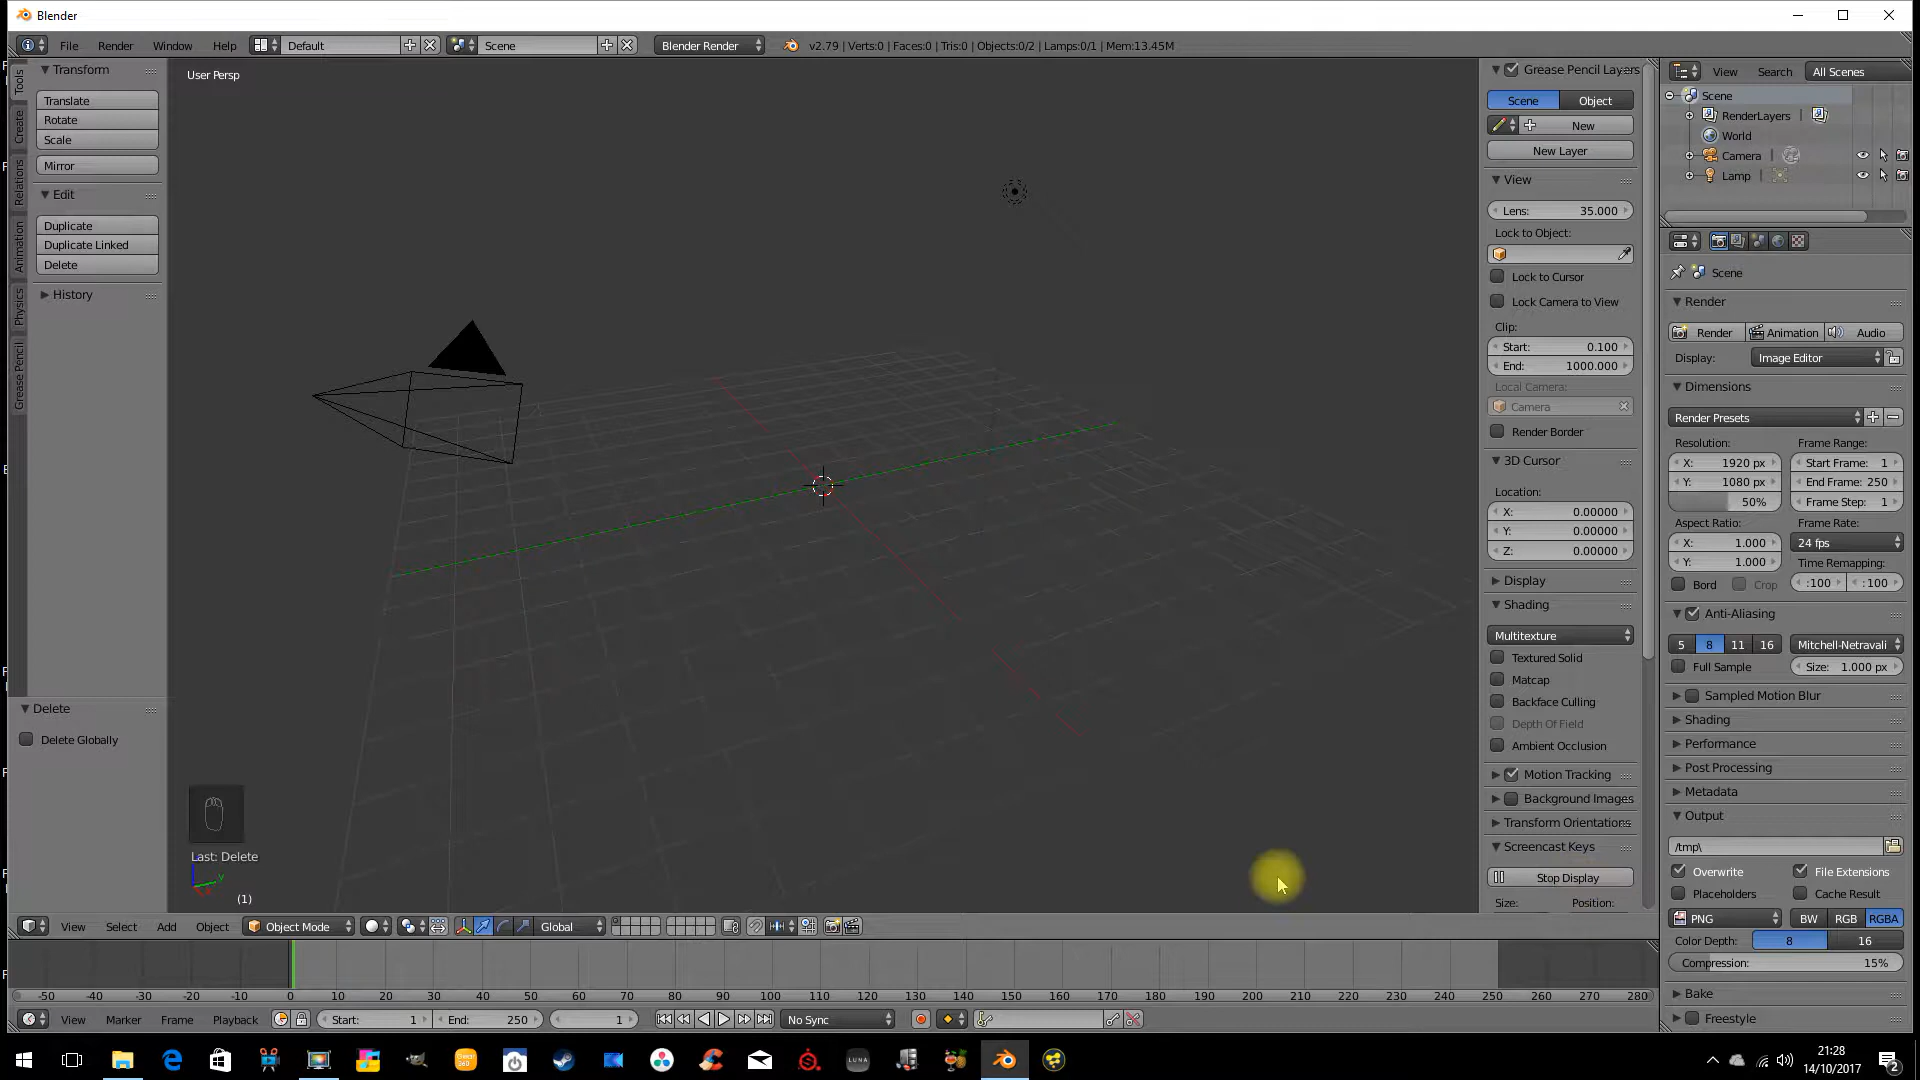 Blender
File Render Window Help Default Scene Blender Render v2.79 | Verts:0 | Faces:0 | Tris:0 | Objects:0/2 | Lamps:0/1 | Mem:13.45M
Tools
Create
Relations
Animation
Physics
Grease Pencil
Transform
Translate
Rotate
Scale
Mirror
Edit
Duplicate
Duplicate Linked
Delete
History
Delete
Delete Globally
User Persp
Last: Delete
(1)
Grease Pencil Layers
Scene Object
New
New Layer
View
Lens: 35.000
Lock to Object:
Lock to Cursor
Lock Camera to View
Clip:
Start: 0.100
End: 1000.000
Local Camera:
Camera
Render Border
3D Cursor
Location:
X: 0.00000
Y: 0.00000
Z: 0.00000
Display
Shading
Multitexture
Textured Solid
Matcap
Backface Culling
Depth Of Field
Ambient Occlusion
Motion Tracking
Background Images
Transform Orientations
Screencast Keys
Stop Display
Size: Position:
View Search All Scenes
Scene
RenderLayers
World
Camera
Lamp
Scene
Render
Render Animation Audio
Display: Image Editor
Dimensions
Render Presets
Resolution: Frame Range:
X: 1920 px Start Frame: 1
Y: 1080 px End Frame: 250
50% Frame Step: 1
Aspect Ratio: Frame Rate:
X: 1.000 24 fps
Y: 1.000 Time Remapping:
Bord Crop :100 :100
Anti-Aliasing
5 8 11 16 Mitchell-Netravali
Full Sample Size: 1.000 px
Sampled Motion Blur
Shading
Performance
Post Processing
Metadata
Output
/tmp\
Overwrite File Extensions
Placeholders Cache Result
PNG BW RGB RGBA
Color Depth: 8 16
Compression: 15%
Bake
Freestyle
View Select Add Object Object Mode Global
-50 -40 -30 -20 -10 0 10 20 30 40 50 60 70 80 90 100 110 120 130 140 150 160 170 180 190 200 210 220 230 240 250 260 270 280
View Marker Frame Playback Start: 1 End: 250 1 No Sync
LUNA
21:28
14/10/2017
2